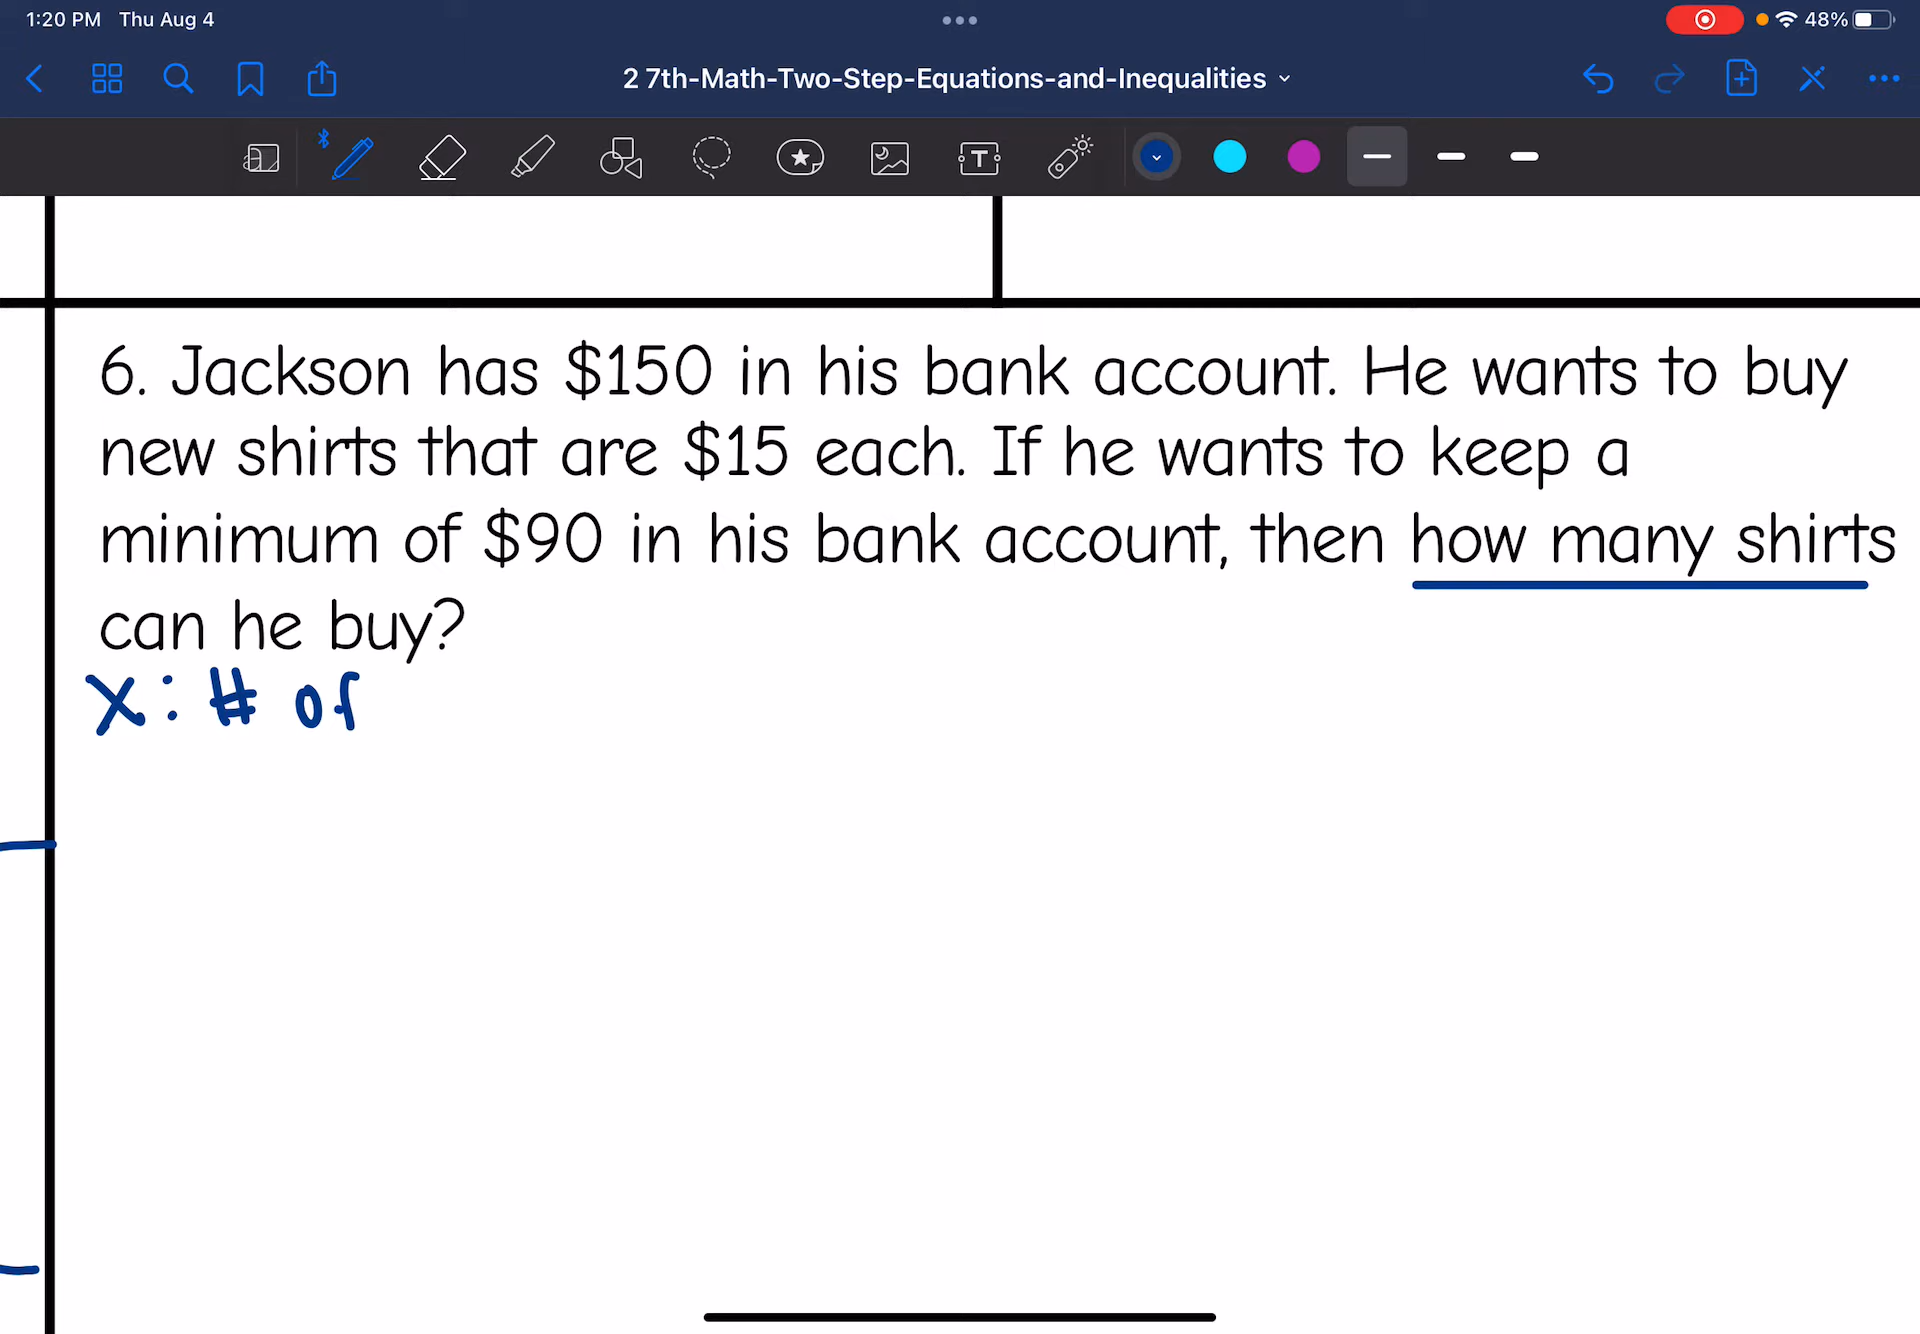 1:20 PM Thu Aug 4
48%
2 7th-Math-Two-Step-Equations-and-Inequalities
6. Jackson has $150 in his bank account. He wants to buy
new shirts that are $15 each. If he wants to keep a
minimum of $90 in his bank account, then how many shirts
can he buy?
X: # of